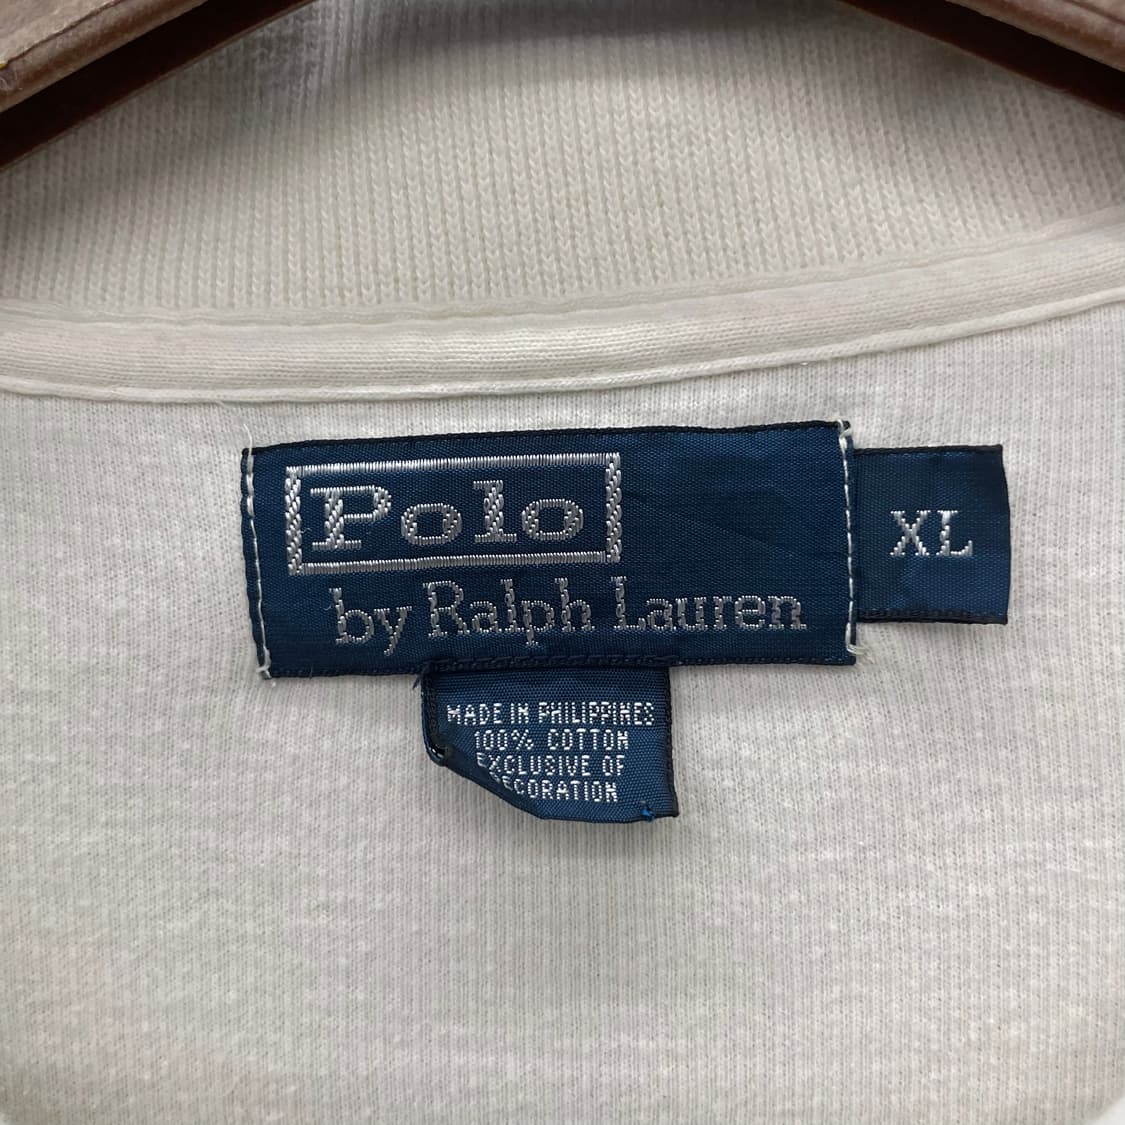 Polo
by Ralph Lauren
XL
MADE IN PHILIPPINES
100% COTTON
EXCLUSIVE OF
DECORATION